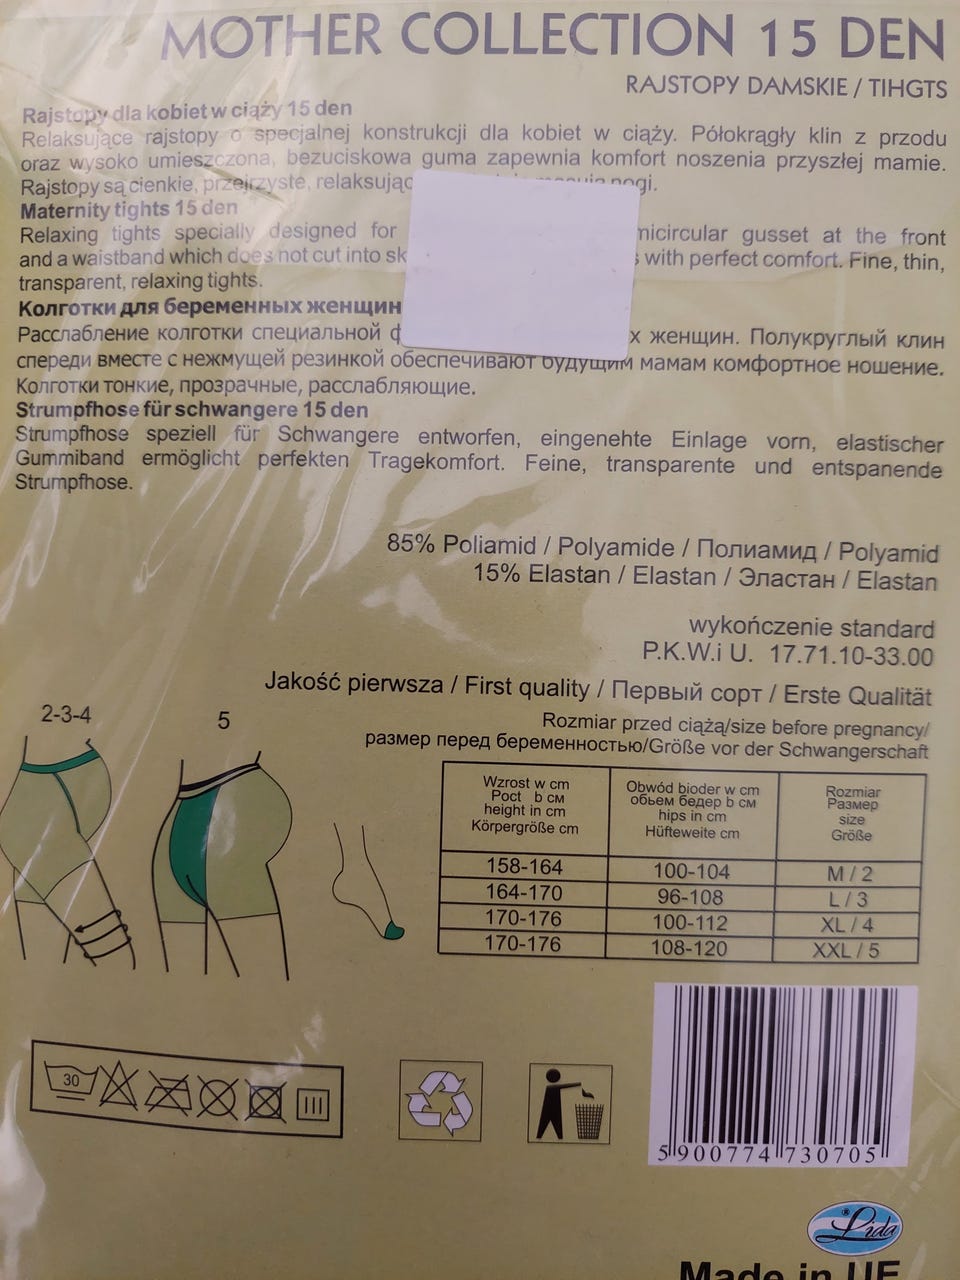 MOTHER COLLECTION 15 DEN
RAJSTOPY DAMSKIE / TIHGTS
Rajstopy dla kobiet w ciąży 15 den
Relaksujące rajstopy o specjalnej konstrukcji dla kobiet w ciąży. Półokrągły klin z przodu
oraz wysoko umieszczona, bezuciskowa guma zapewnia komfort noszenia przyszłej mamie.
Rajstopy są cienkie, przejrzyste, nogi.
Maternity tights 15 den
Relaxing tights specially designed for gusset at the front
and a waistband which does not cut into with perfect comfort. Fine, thin,
transparent, relaxing tights.
Колготки для беременных женщин
Расслабление колготки специальной женщин. Полукруглый клин
спереди вместе с нежмущей резинкой обеспечивают будущим мамам комфортное ношение.
Колготки тонкие, прозрачные, расслабляющие.
Strumpfhose für schwangere 15 den
Strumpfhose speziell für Schwangere entworfen, eingenehte Einlage vorn, elastischer
Gummiband ermöglicht perfekten Tragekomfort. Feine, transparente und entspanende
Strumpfhose.
85% Poliamid / Polyamide / Полиамид / Polyamid
15% Elastan / Elastan / Эластан / Elastan
wykończenie standard
P.K.W.i U. 17.71.10-33.00
Jakość pierwsza / First quality / Первый сорт / Erste Qualität
Rozmiar przed ciążą/size before pregnancy/
размер перед беременностью/Größe vor der Schwangerschaft
2-3-4
5
Wzrost w cm
Рост b см
height in cm
Körpergröße cm
Obwód bioder w cm
обьем бедер b см
hips in cm
Hüfteweite cm
Rozmiar
Размер
size
Größe
158-164 100-104 M / 2
164-170 96-108 L / 3
170-176 100-112 XL / 4
170-176 108-120 XXL / 5
30
5 900774 730705
® Lida
Made in UE